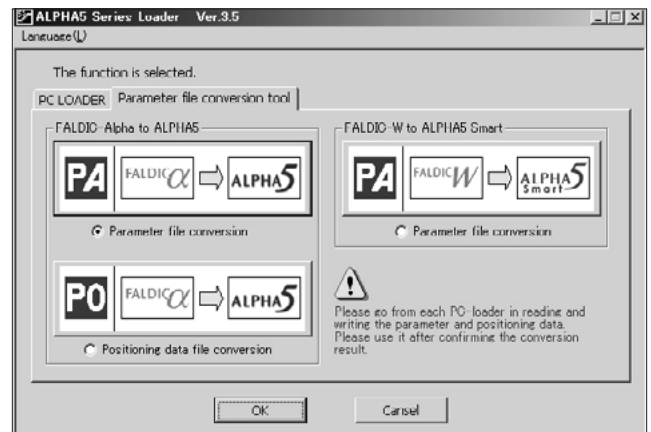 ALPHA5 Series Loader Ver.3.5
Language(L)
The function is selected.
PC LOADER Parameter file conversion tool
FALDIC-Alpha to ALPHA5
PA FALDIC α ALPHA5
Parameter file conversion
PO FALDIC α ALPHA5
Positioning data file conversion
FALDIC-W to ALPHA5 Smart
PA FALDIC W ALPHA5 Smart
Parameter file conversion
Please go from each PC-loader in reading and
writing the parameter and positioning data.
Please use it after confirming the conversion
result.
OK Cansel